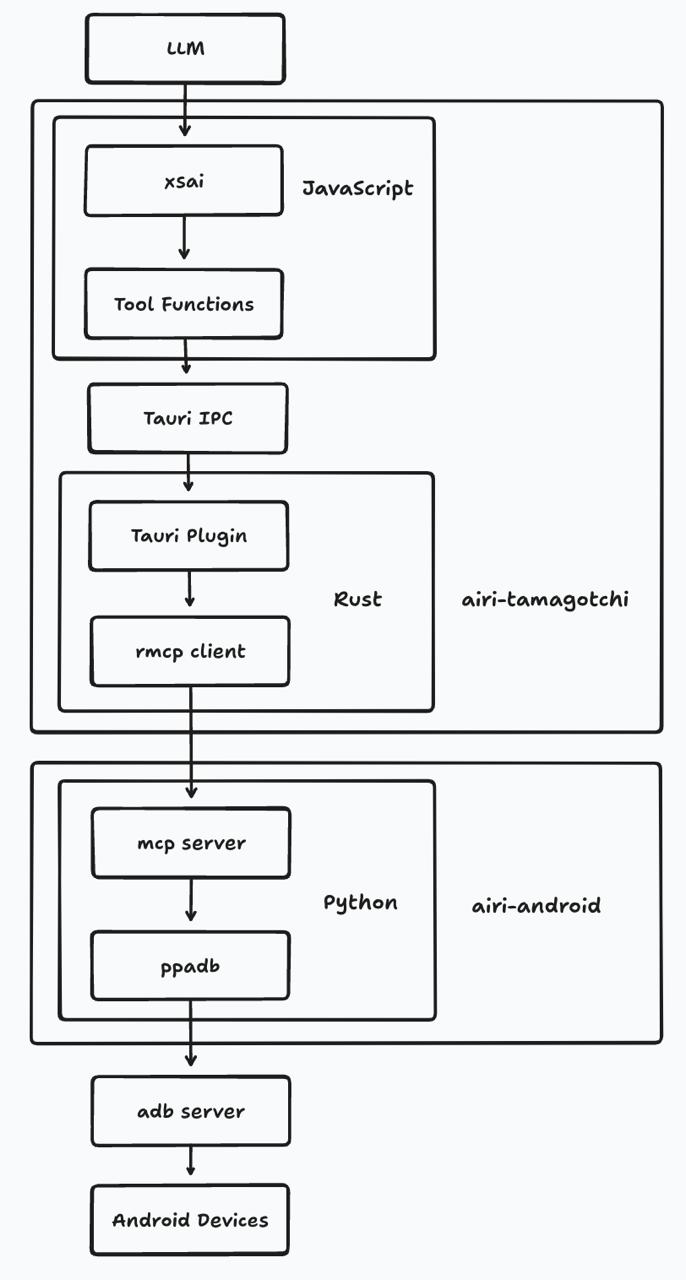 LLM
xsai
JavaScript
Tool Functions
Tauri IPC
Tauri Plugin
Rust
airi-tamagotchi
rmcp client
mcp server
Python
airi-android
ppadb
adb server
Android Devices